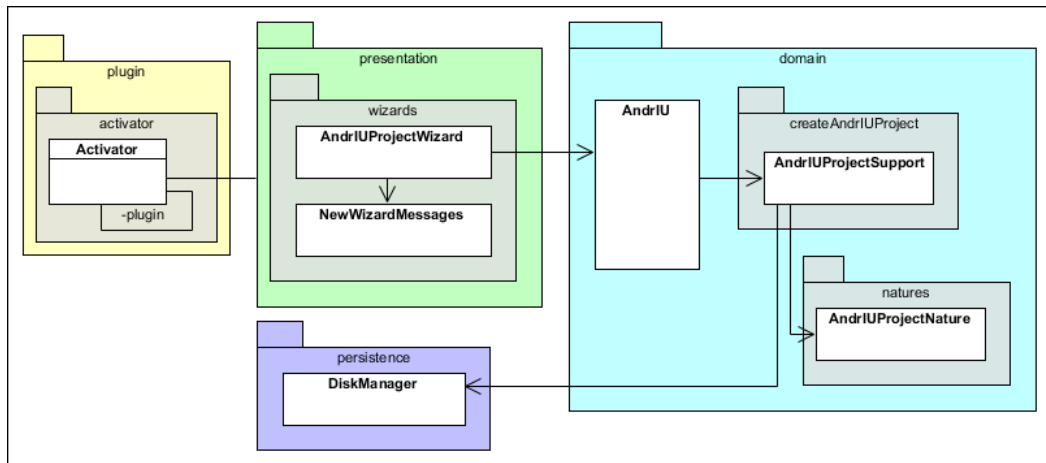 plugin
activator
Activator
-plugin
presentation
wizards
AndrIUProjectWizard
NewWizardMessages
domain
AndrIU
createAndrIUProject
AndrIUProjectSupport
natures
AndrIUProjectNature
persistence
DiskManager